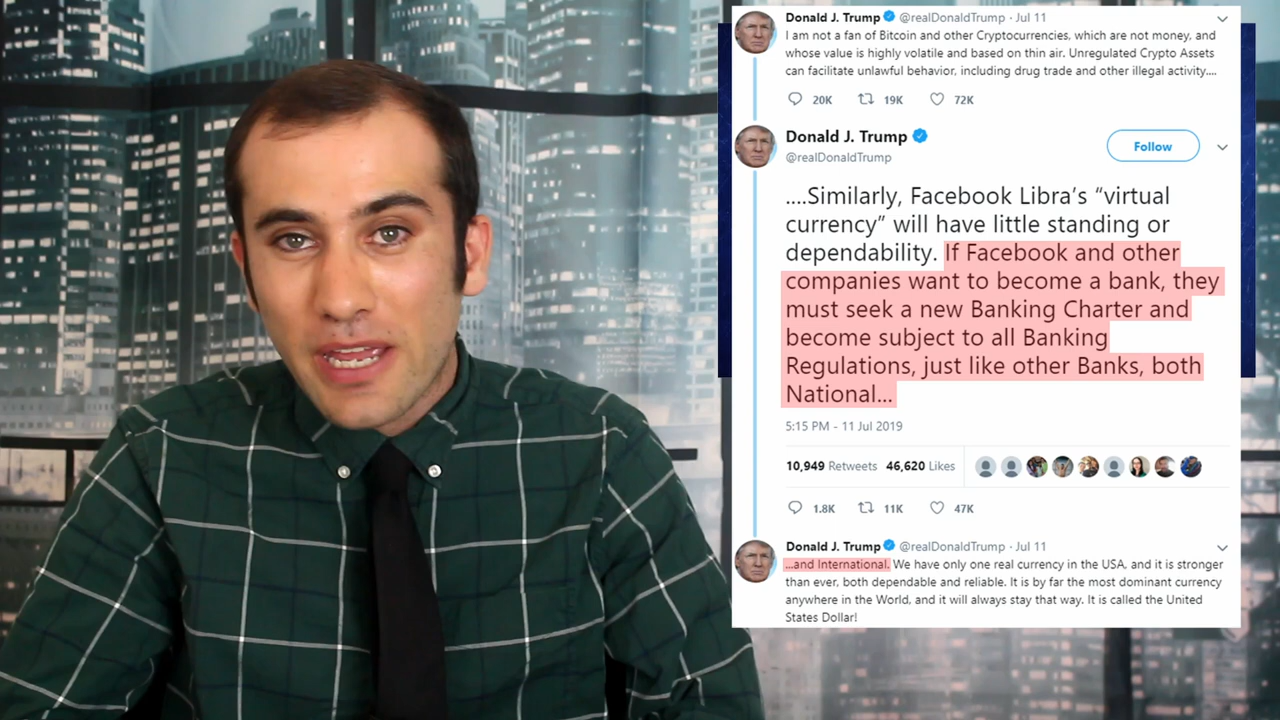 Donald J. Trump @realDonaldTrump · Jul 11
I am not a fan of Bitcoin and other Cryptocurrencies, which are not money, and
whose value is highly volatile and based on thin air. Unregulated Crypto Assets
can facilitate unlawful behavior, including drug trade and other illegal activity....
20K 19K 72K
Donald J. Trump
@realDonaldTrump
Follow
....Similarly, Facebook Libra’s “virtual
currency” will have little standing or
dependability. If Facebook and other
companies want to become a bank, they
must seek a new Banking Charter and
become subject to all Banking
Regulations, just like other Banks, both
National...
5:15 PM - 11 Jul 2019
10,949 Retweets 46,620 Likes
1.8K 11K 47K
Donald J. Trump @realDonaldTrump · Jul 11
...and International. We have only one real currency in the USA, and it is stronger
than ever, both dependable and reliable. It is by far the most dominant currency
anywhere in the World, and it will always stay that way. It is called the United
States Dollar!